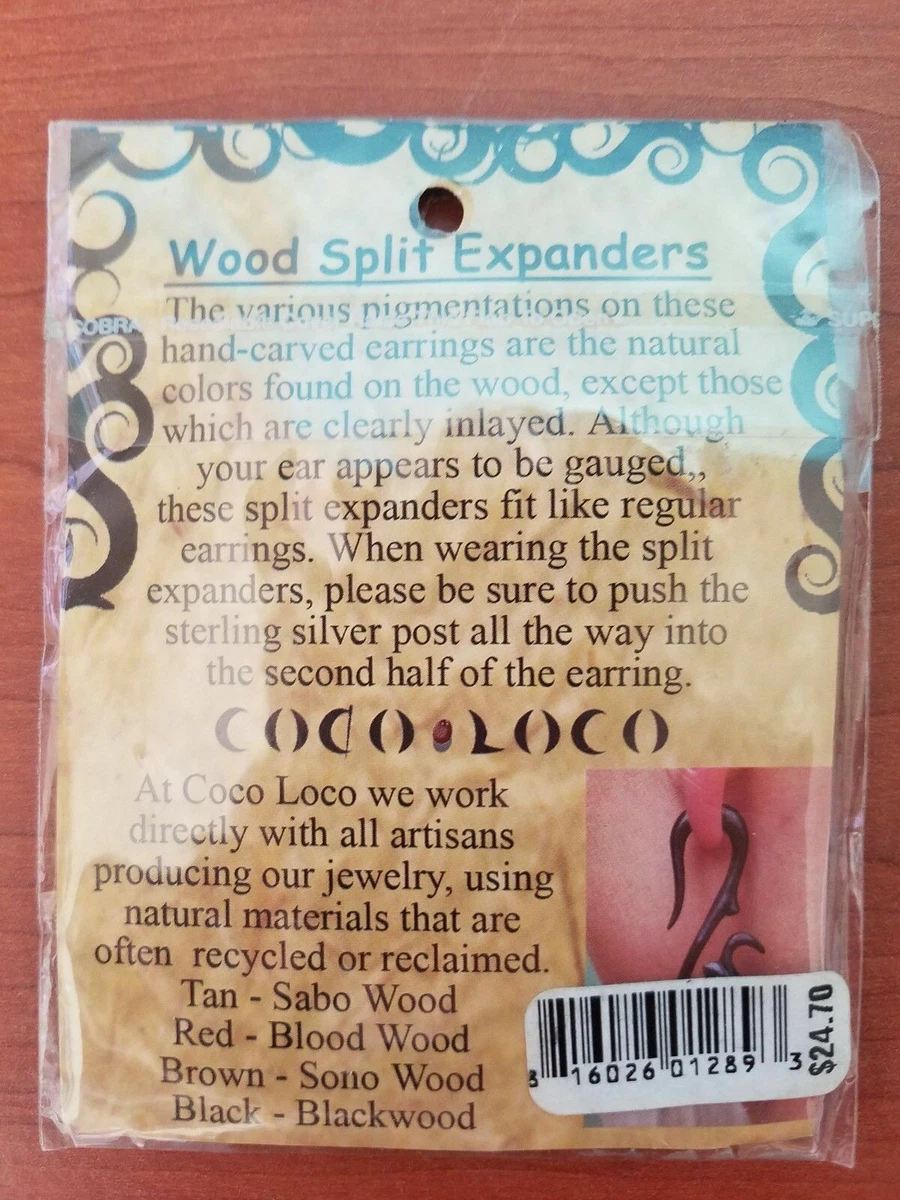 Wood Split Expanders
The various pigmentations on these
COBRA
SUP
hand-carved earrings are the natural
colors found on the wood, except those
which are clearly inlayed. Although
your ear appears to be gauged,,
these split expanders fit like regular
earrings. When wearing the split
expanders, please be sure to push the
sterling silver post all the way into
the second half of the earring.
COCO LOCO
At Coco Loco we work
directly with all artisans
producing our jewelry, using
natural materials that are
often recycled or reclaimed.
Tan - Sabo Wood
Red - Blood Wood
Brown - Sono Wood
Black - Blackwood
8 16026 01289 3
$24.70